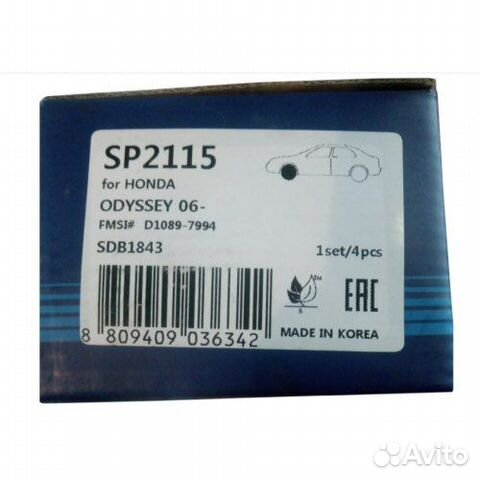 SP2115
for HONDA
ODYSSEY 06-
FMSI# D1089-7994
SDB1843
1set/4pcs
TM
B
EAC
8 809409 036342
MADE IN KOREA
Avito